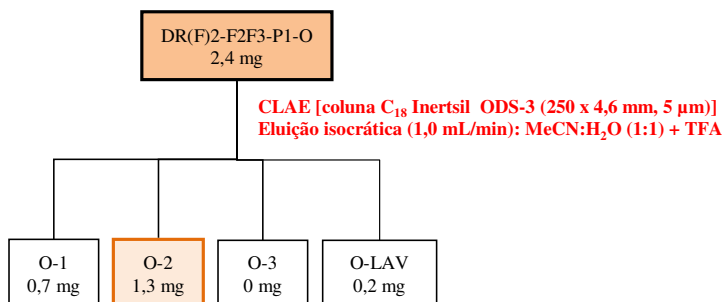 DR(F)2-F2F3-P1-O
2,4 mg
CLAE [coluna C₁₈ Inertsil ODS-3 (250 x 4,6 mm, 5 µm)]
Eluição isocrática (1,0 mL/min): MeCN:H₂O (1:1) + TFA
O-1
0,7 mg
O-2
1,3 mg
O-3
0 mg
O-LAV
0,2 mg